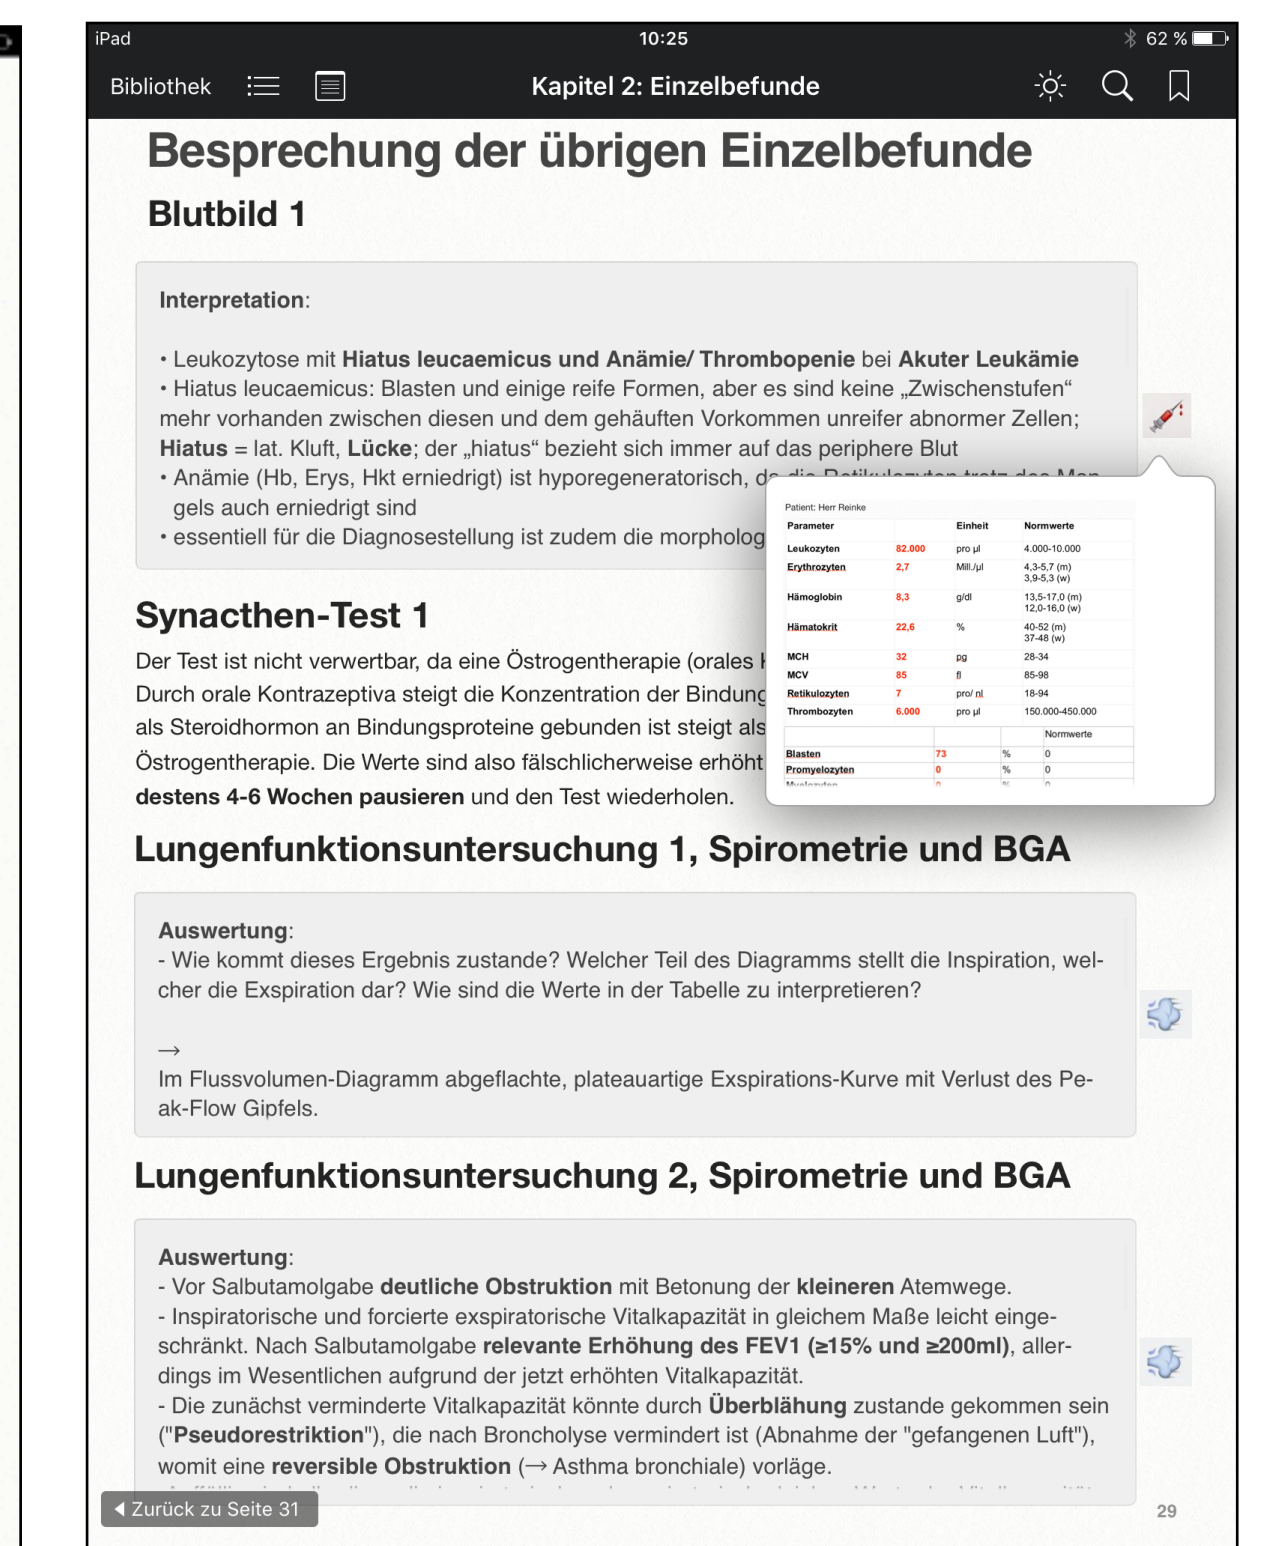 iPad
10:25
62 %
Bibliothek
Kapitel 2: Einzelbefunde
Besprechung der übrigen Einzelbefunde
Blutbild 1
Interpretation:
• Leukozytose mit Hiatus leucaemicus und Anämie/ Thrombopenie bei Akuter Leukämie
• Hiatus leucaemicus: Blasten und einige reife Formen, aber es sind keine „Zwischenstufen“
mehr vorhanden zwischen diesen und dem gehäuften Vorkommen unreifer abnormer Zellen;
Hiatus = lat. Kluft, Lücke; der „hiatus“ bezieht sich immer auf das periphere Blut
• Anämie (Hb, Erys, Hkt erniedrigt) ist hyporegeneratorisch, da die Retikulozyten trotz des Man-
gels auch erniedrigt sind
• essentiell für die Diagnosestellung ist zudem die morpholog
Patient: Herr Reinke
Parameter Einheit Normwerte
Leukozyten 82.000 pro µl 4.000-10.000
Erythrozyten 2,7 Mill./µl 4,3-5,7 (m)
3,9-5,3 (w)
Hämoglobin 8,3 g/dl 13,5-17,0 (m)
12,0-16,0 (w)
Hämatokrit 22,6 % 40-52 (m)
37-48 (w)
MCH 32 pg 28-34
MCV 85 fl 85-98
Retikulozyten 7 pro/ nl 18-94
Thrombozyten 6.000 pro µl 150.000-450.000
Normwerte
Blasten 73 % 0
Promyelozyten 0 % 0
Myelozyten 0 % 0
Synacthen-Test 1
Der Test ist nicht verwertbar, da eine Östrogentherapie (orales
Durch orale Kontrazeptiva steigt die Konzentration der Bindung
als Steroidhormon an Bindungsproteine gebunden ist steigt als
Östrogentherapie. Die Werte sind also fälschlicherweise erhöht
destens 4-6 Wochen pausieren und den Test wiederholen.
Lungenfunktionsuntersuchung 1, Spirometrie und BGA
Auswertung:
- Wie kommt dieses Ergebnis zustande? Welcher Teil des Diagramms stellt die Inspiration, wel-
cher die Exspiration dar? Wie sind die Werte in der Tabelle zu interpretieren?
→
Im Flussvolumen-Diagramm abgeflachte, plateauartige Exspirations-Kurve mit Verlust des Pe-
ak-Flow Gipfels.
Lungenfunktionsuntersuchung 2, Spirometrie und BGA
Auswertung:
- Vor Salbutamolgabe deutliche Obstruktion mit Betonung der kleineren Atemwege.
- Inspiratorische und forcierte exspiratorische Vitalkapazität in gleichem Maße leicht einge-
schränkt. Nach Salbutamolgabe relevante Erhöhung des FEV1 (≥15% und ≥200ml), aller-
dings im Wesentlichen aufgrund der jetzt erhöhten Vitalkapazität.
- Die zunächst verminderte Vitalkapazität könnte durch Überblähung zustande gekommen sein
("Pseudorestriktion"), die nach Broncholyse vermindert ist (Abnahme der "gefangenen Luft"),
womit eine reversible Obstruktion (→ Asthma bronchiale) vorläge.
Zurück zu Seite 31
29